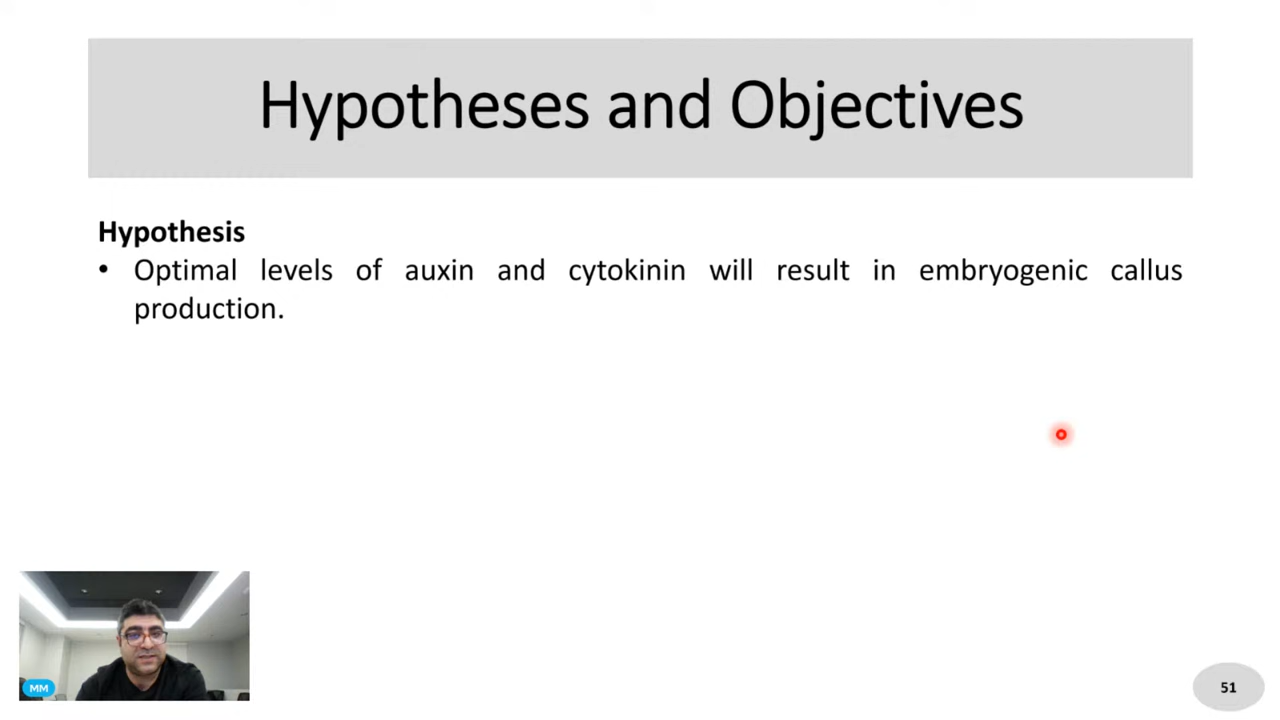 Hypotheses and Objectives
Hypothesis
• Optimal levels of auxin and cytokinin will result in embryogenic callus
production.
MM
51